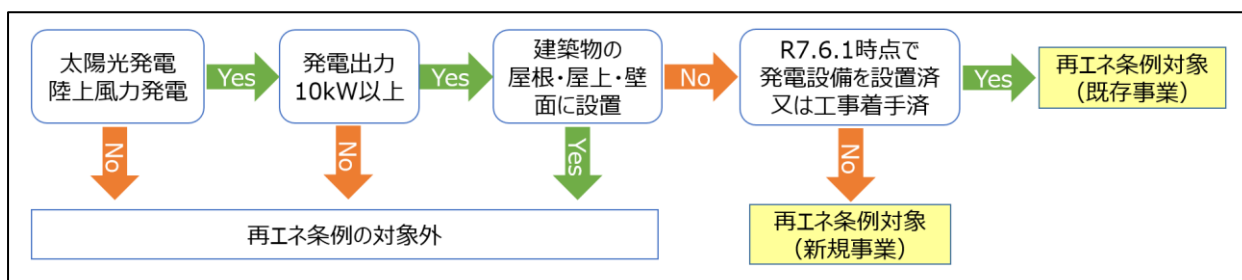 太陽光発電
陸上風力発電
Yes
No
発電出力
10kW以上
Yes
No
建築物の
屋根・屋上・壁
面に設置
No
Yes
R7.6.1時点で
発電設備を設置済
又は工事着手済
Yes
No
再エネ条例対象
（既存事業）
再エネ条例の対象外
再エネ条例対象
（新規事業）